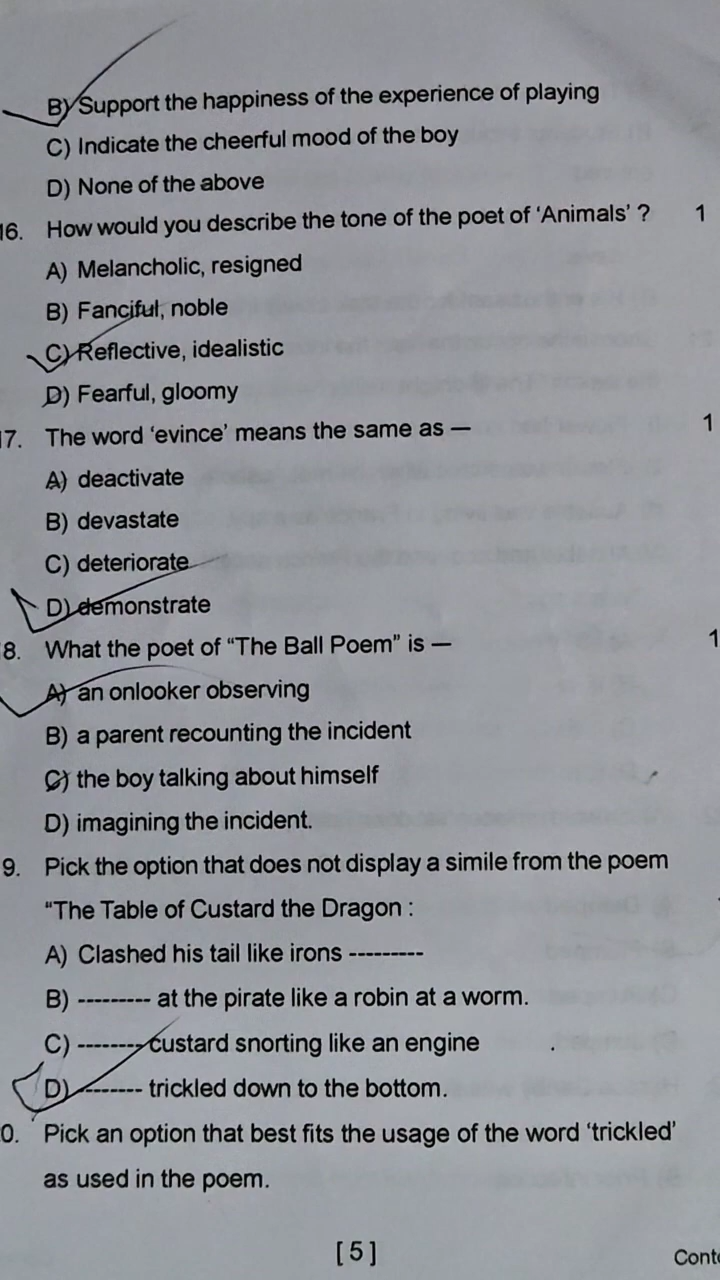 B) Support the happiness of the experience of playing
C) Indicate the cheerful mood of the boy
D) None of the above
16. How would you describe the tone of the poet of ‘Animals’ ? 1
A) Melancholic, resigned
B) Fanciful, noble
C) Reflective, idealistic
D) Fearful, gloomy
17. The word ‘evince’ means the same as — 1
A) deactivate
B) devastate
C) deteriorate
D) demonstrate
8. What the poet of “The Ball Poem” is — 1
A) an onlooker observing
B) a parent recounting the incident
C) the boy talking about himself
D) imagining the incident.
9. Pick the option that does not display a simile from the poem
“The Table of Custard the Dragon :
A) Clashed his tail like irons ---------
B) --------- at the pirate like a robin at a worm.
C) --------- custard snorting like an engine
D) --------- trickled down to the bottom.
0. Pick an option that best fits the usage of the word ‘trickled’
as used in the poem.
[ 5 ]
Cont